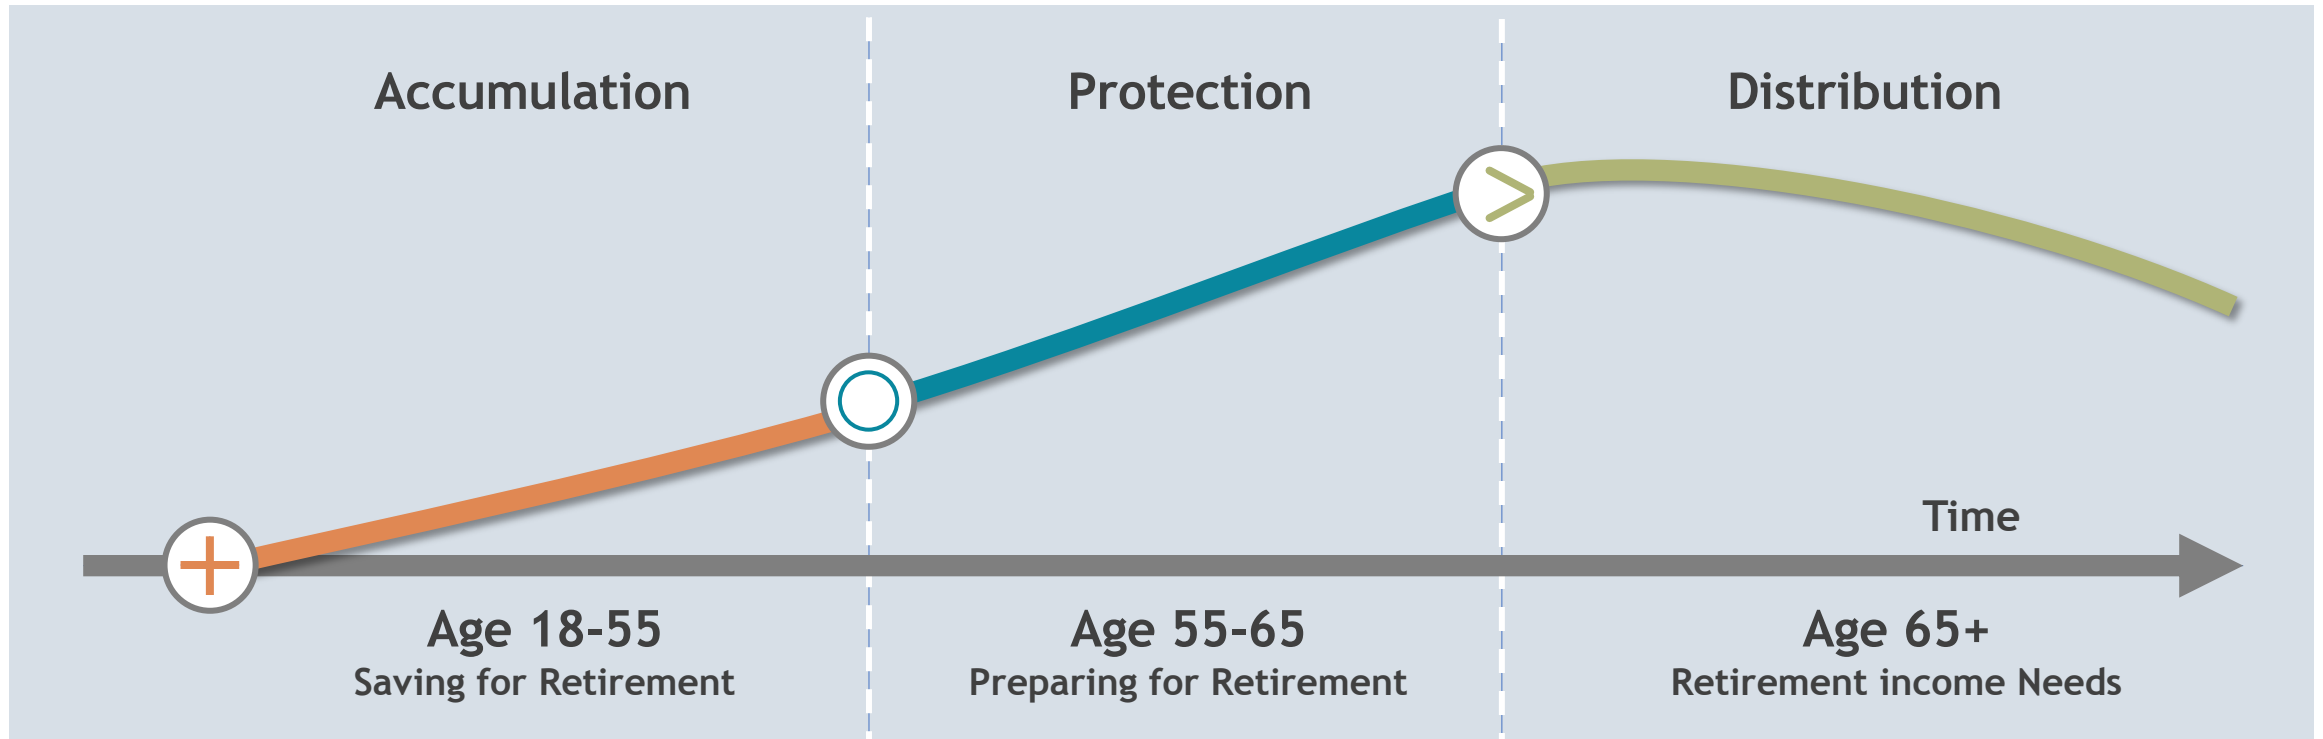 Accumulation
Protection
Distribution
Time
Age 18-55
Saving for Retirement
Age 55-65
Preparing for Retirement
Age 65+
Retirement income Needs